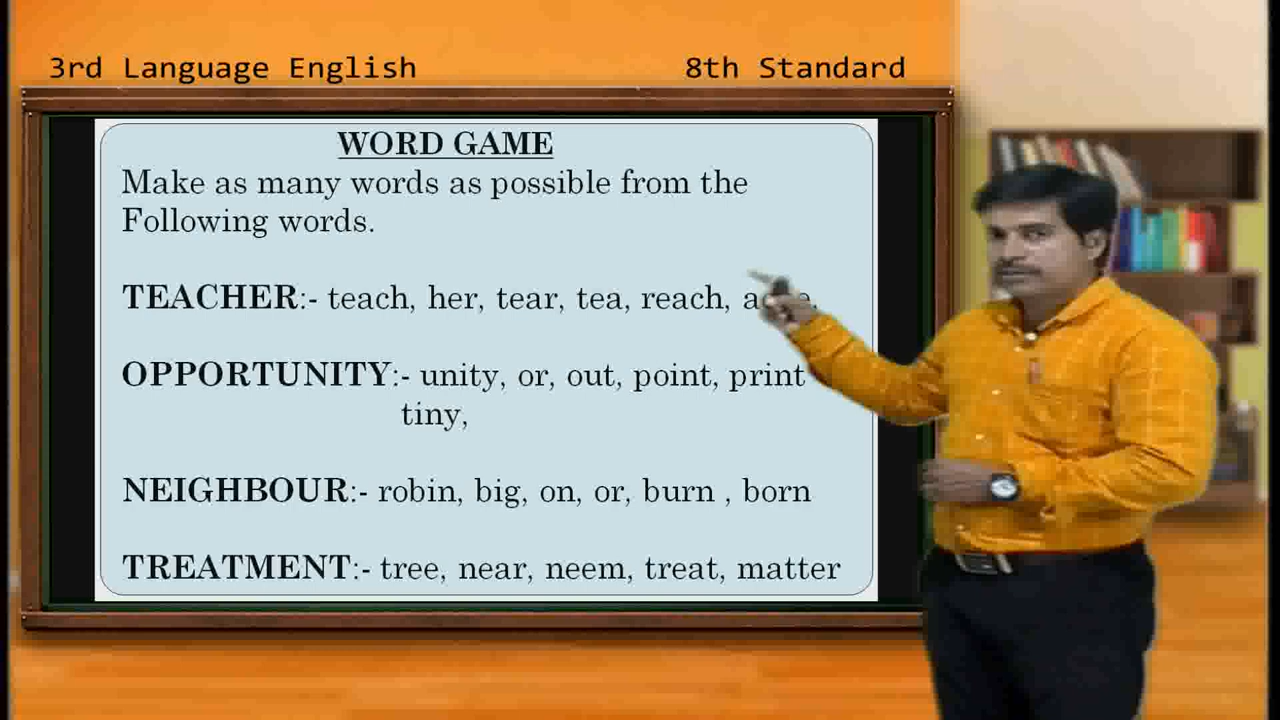 3rd Language English 8th Standard
WORD GAME
Make as many words as possible from the
Following words.
TEACHER:- teach, her, tear, tea, reach,
OPPORTUNITY:- unity, or, out, point, print
tiny,
NEIGHBOUR:- robin, big, on, or, burn , born
TREATMENT:- tree, near, neem, treat, matter